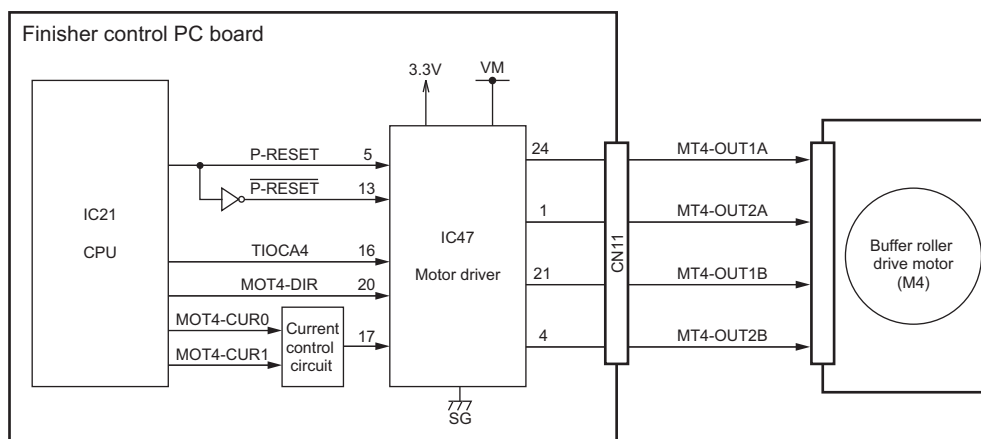 Finisher control PC board
3.3V
VM
P-RESET
5
24
MT4-OUT1A
P-RESET
13
IC21
CPU
1
MT4-OUT2A
IC47
Motor driver
TIOCA4
16
CN11
Buffer roller
drive motor
(M4)
MOT4-DIR
20
21
MT4-OUT1B
MOT4-CUR0
MOT4-CUR1
Current
control
circuit
17
4
MT4-OUT2B
SG